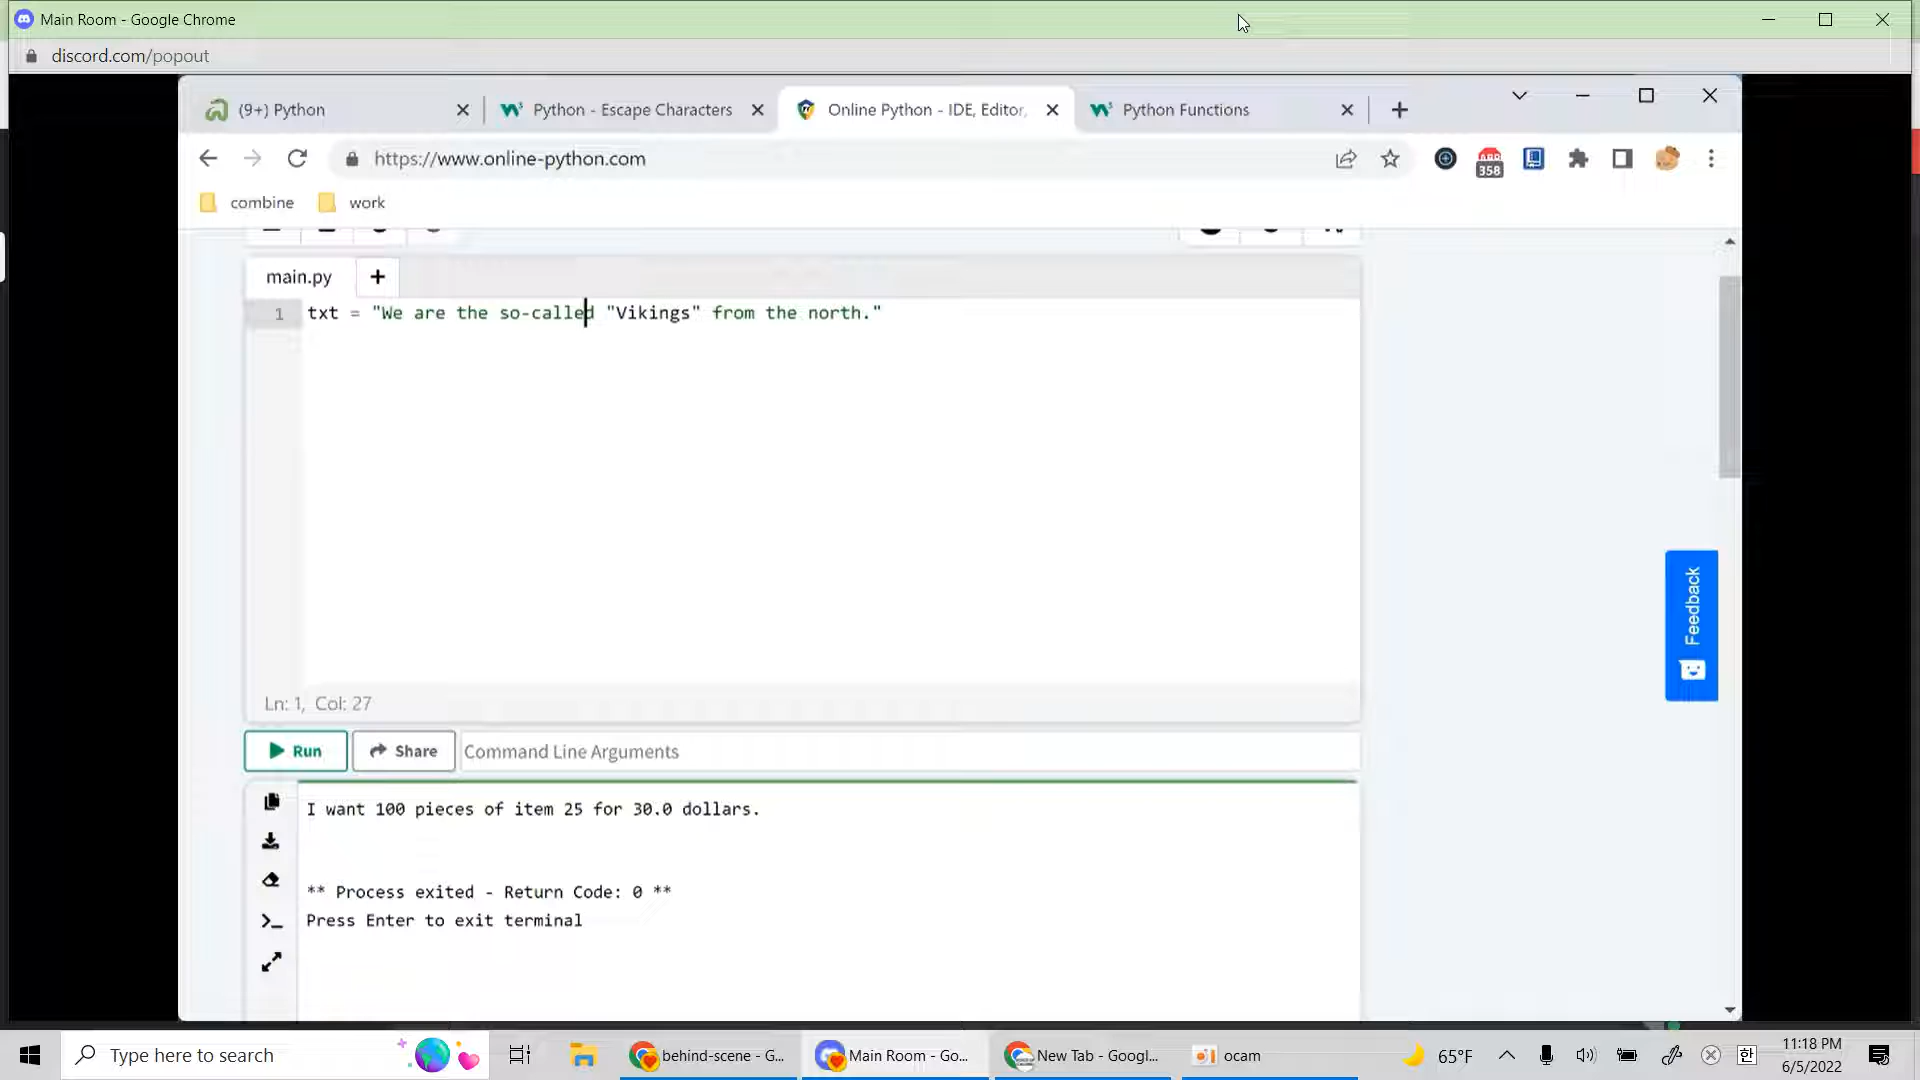 Main Room - Google Chrome
discord.com/popout
(9+) Python
Python - Escape Characters
Online Python - IDE, Editor,
Python Functions
https://www.online-python.com
358
combine
work
main.py
1 txt = "We are the so-called "Vikings" from the north."
Ln: 1, Col: 27
Run
Share
Command Line Arguments
Feedback
I want 100 pieces of item 25 for 30.0 dollars.
** Process exited - Return Code: 0 **
Press Enter to exit terminal
Type here to search
behind-scene - G...
Main Room - Go...
New Tab - Googl...
ocam
65°F
한
11:18 PM
6/5/2022